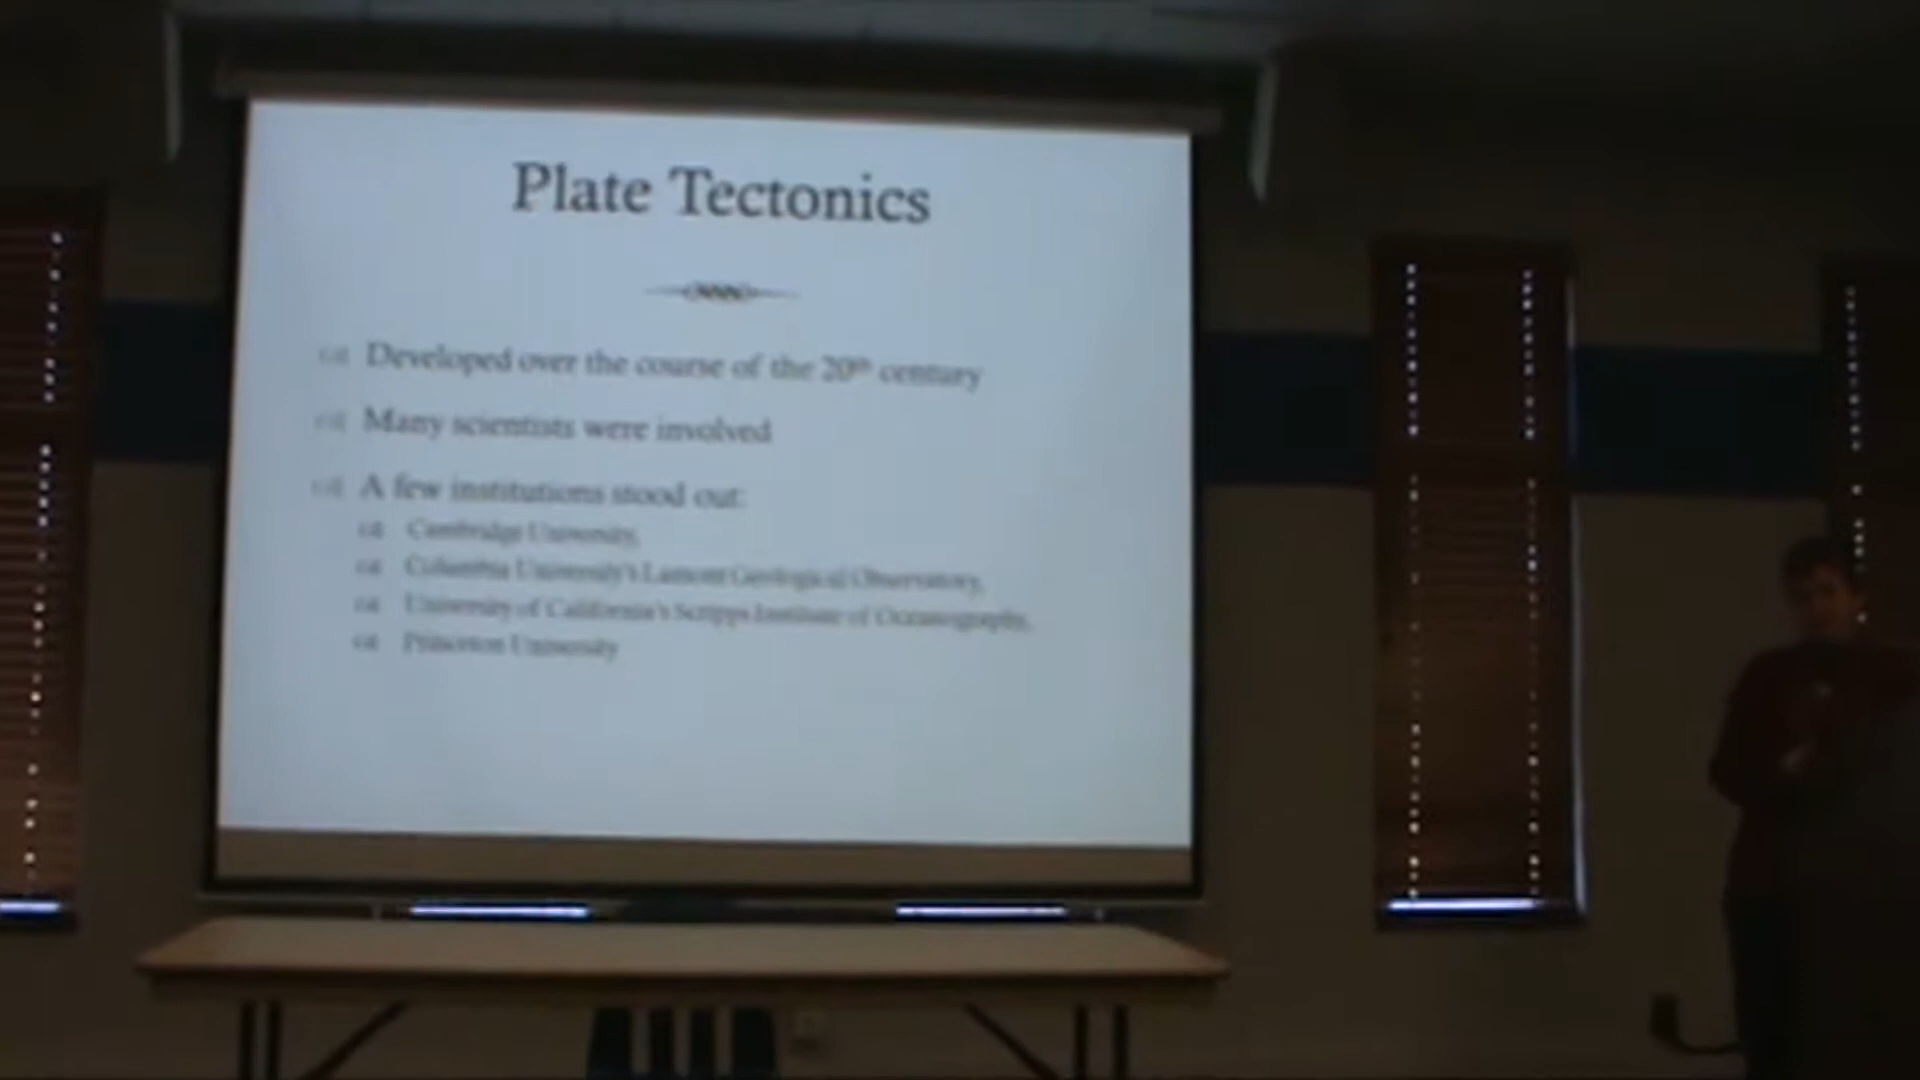 Plate Tectonics
Developed over the course of the 20th century
Many scientists were involved
A few institutions stood out:
Cambridge University,
Columbia University's Lamont Geological Observatory,
University of California's Scripps Institute of Oceanography,
Princeton University